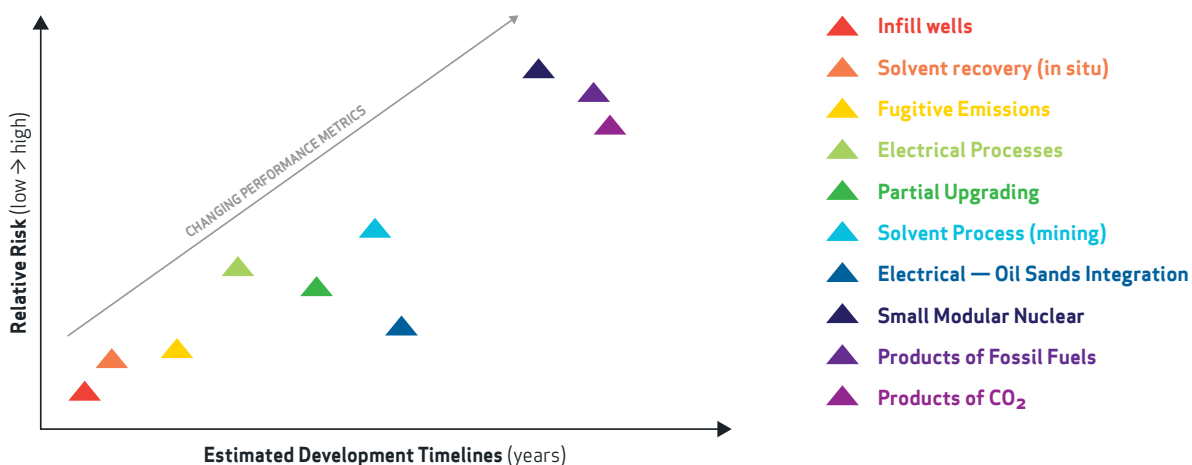 Relative Risk (low → high)
CHANGING PERFORMANCE METRICS
Estimated Development Timelines (years)
Infill wells
Solvent recovery (in situ)
Fugitive Emissions
Electrical Processes
Partial Upgrading
Solvent Process (mining)
Electrical — Oil Sands Integration
Small Modular Nuclear
Products of Fossil Fuels
Products of CO₂